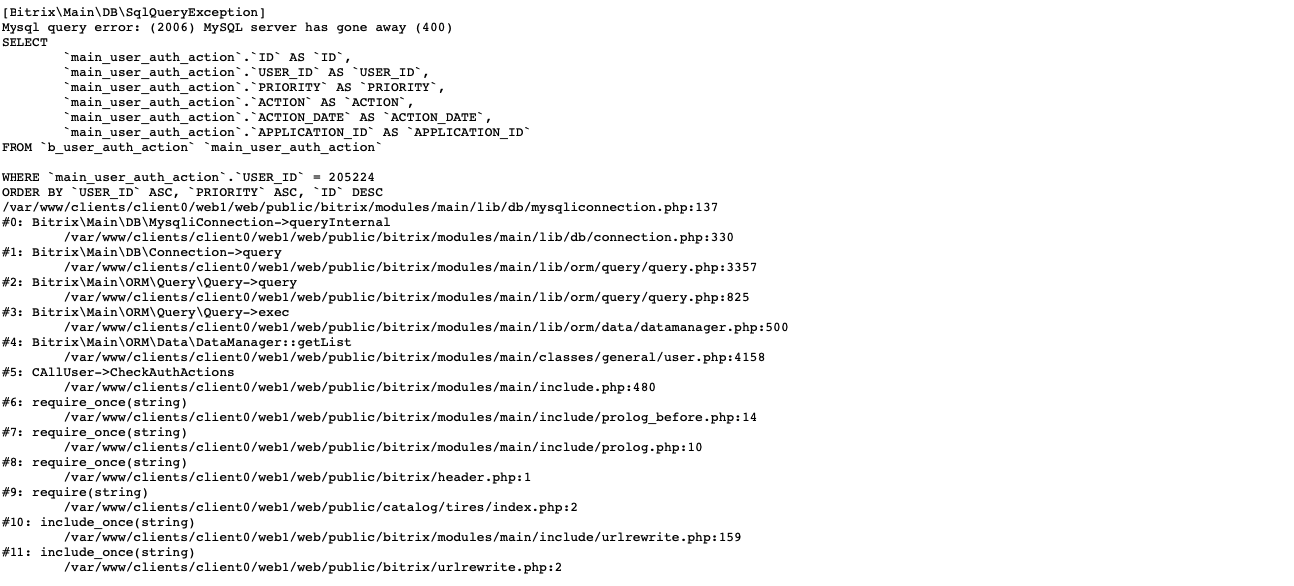 [Bitrix\Main\DB\SqlQueryException]
Mysql query error: (2006) MySQL server has gone away (400)
SELECT
	`main_user_auth_action`.`ID` AS `ID`,
	`main_user_auth_action`.`USER_ID` AS `USER_ID`,
	`main_user_auth_action`.`PRIORITY` AS `PRIORITY`,
	`main_user_auth_action`.`ACTION` AS `ACTION`,
	`main_user_auth_action`.`ACTION_DATE` AS `ACTION_DATE`,
	`main_user_auth_action`.`APPLICATION_ID` AS `APPLICATION_ID`
FROM `b_user_auth_action` `main_user_auth_action`

WHERE `main_user_auth_action`.`USER_ID` = 205224
ORDER BY `USER_ID` ASC, `PRIORITY` ASC, `ID` DESC
/var/www/clients/client0/web1/web/public/bitrix/modules/main/lib/db/mysqliconnection.php:137
#0: Bitrix\Main\DB\MysqliConnection->queryInternal
	/var/www/clients/client0/web1/web/public/bitrix/modules/main/lib/db/connection.php:330
#1: Bitrix\Main\DB\Connection->query
	/var/www/clients/client0/web1/web/public/bitrix/modules/main/lib/orm/query/query.php:3357
#2: Bitrix\Main\ORM\Query\Query->query
	/var/www/clients/client0/web1/web/public/bitrix/modules/main/lib/orm/query/query.php:825
#3: Bitrix\Main\ORM\Query\Query->exec
	/var/www/clients/client0/web1/web/public/bitrix/modules/main/lib/orm/data/datamanager.php:500
#4: Bitrix\Main\ORM\Data\DataManager::getList
	/var/www/clients/client0/web1/web/public/bitrix/modules/main/classes/general/user.php:4158
#5: CAllUser->CheckAuthActions
	/var/www/clients/client0/web1/web/public/bitrix/modules/main/include.php:480
#6: require_once(string)
	/var/www/clients/client0/web1/web/public/bitrix/modules/main/include/prolog_before.php:14
#7: require_once(string)
	/var/www/clients/client0/web1/web/public/bitrix/modules/main/include/prolog.php:10
#8: require_once(string)
	/var/www/clients/client0/web1/web/public/bitrix/header.php:1
#9: require(string)
	/var/www/clients/client0/web1/web/public/catalog/tires/index.php:2
#10: include_once(string)
	/var/www/clients/client0/web1/web/public/bitrix/modules/main/include/urlrewrite.php:159
#11: include_once(string)
	/var/www/clients/client0/web1/web/public/bitrix/urlrewrite.php:2